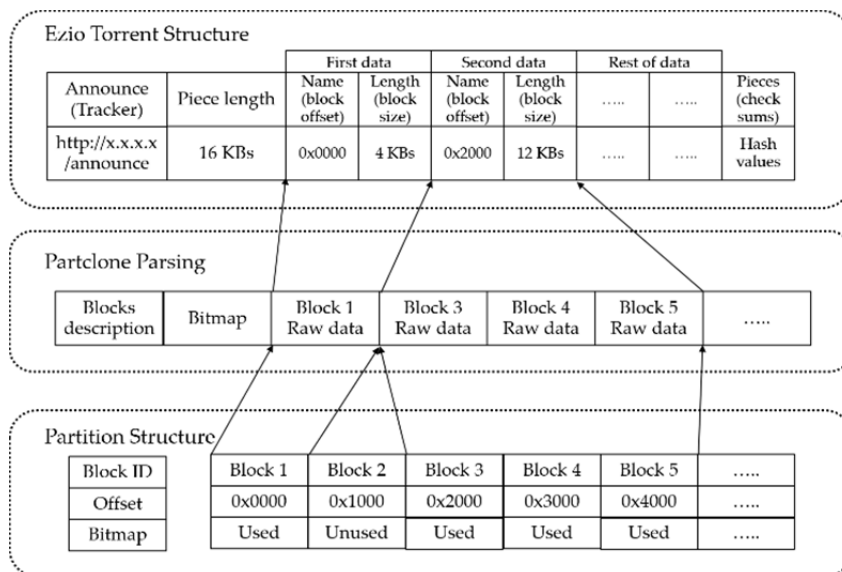 Ezio Torrent Structure
First data Second data Rest of data
Announce (Tracker) Piece length Name (block offset) Length (block size) Name (block offset) Length (block size) ….. ….. Pieces (check sums)
http://x.x.x.x/announce 16 KBs 0x0000 4 KBs 0x2000 12 KBs ….. ….. Hash values
Partclone Parsing
Blocks description Bitmap Block 1 Raw data Block 3 Raw data Block 4 Raw data Block 5 Raw data …..
Partition Structure
Block ID Block 1 Block 2 Block 3 Block 4 Block 5 …..
Offset 0x0000 0x1000 0x2000 0x3000 0x4000 …..
Bitmap Used Unused Used Used Used …..